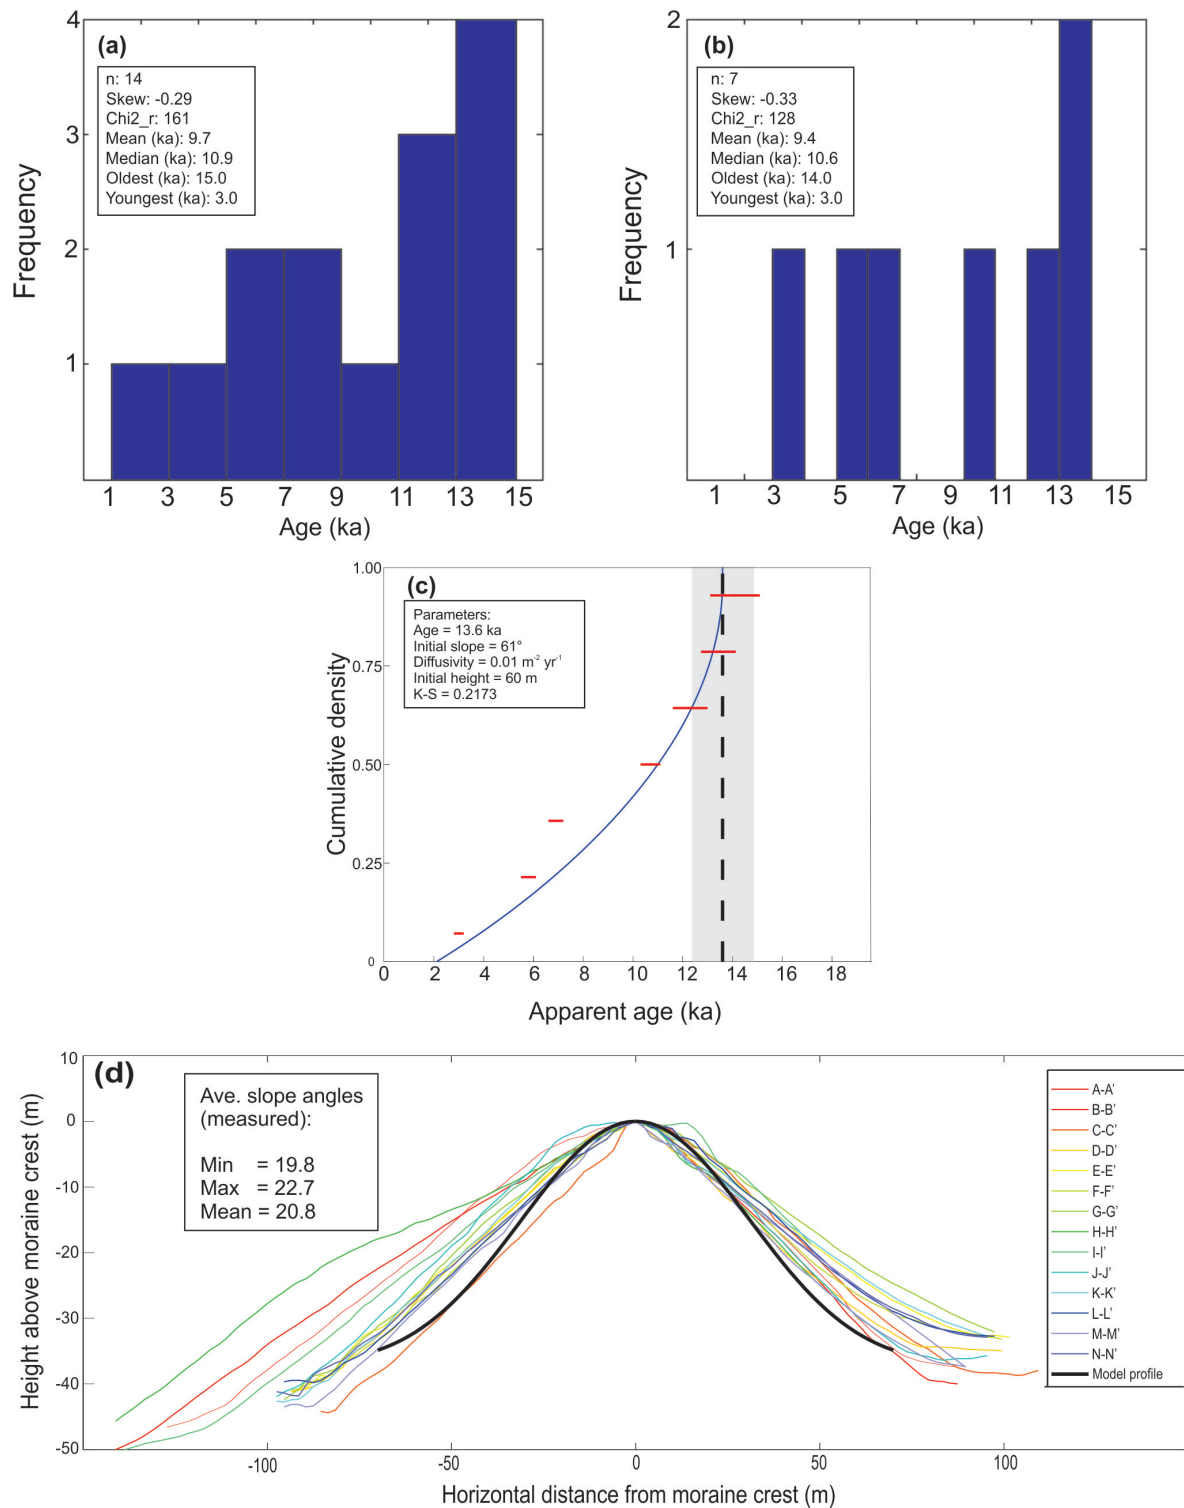 (a)
n: 14
Skew: -0.29
Chi2_r: 161
Mean (ka): 9.7
Median (ka): 10.9
Oldest (ka): 15.0
Youngest (ka): 3.0
4
3
2
1
Frequency
1 3 5 7 9 11 13 15
Age (ka)
(b)
n: 7
Skew: -0.33
Chi2_r: 128
Mean (ka): 9.4
Median (ka): 10.6
Oldest (ka): 14.0
Youngest (ka): 3.0
2
1
Frequency
1 3 5 7 9 11 13 15
Age (ka)
(c)
Parameters:
Age = 13.6 ka
Initial slope = 61°
Diffusivity = 0.01 m⁻² yr⁻¹
Initial height = 60 m
K-S = 0.2173
1.00
0.75
0.50
0.25
0
Cumulative density
0 2 4 6 8 10 12 14 16 18
Apparent age (ka)
(d)
Ave. slope angles
(measured):
Min = 19.8
Max = 22.7
Mean = 20.8
10
0
-10
-20
-30
-40
-50
Height above moraine crest (m)
-100 -50 0 50 100
Horizontal distance from moraine crest (m)
A-A'
B-B'
C-C'
D-D'
E-E'
F-F'
G-G'
H-H'
I-I'
J-J'
K-K'
L-L'
M-M'
N-N'
Model profile